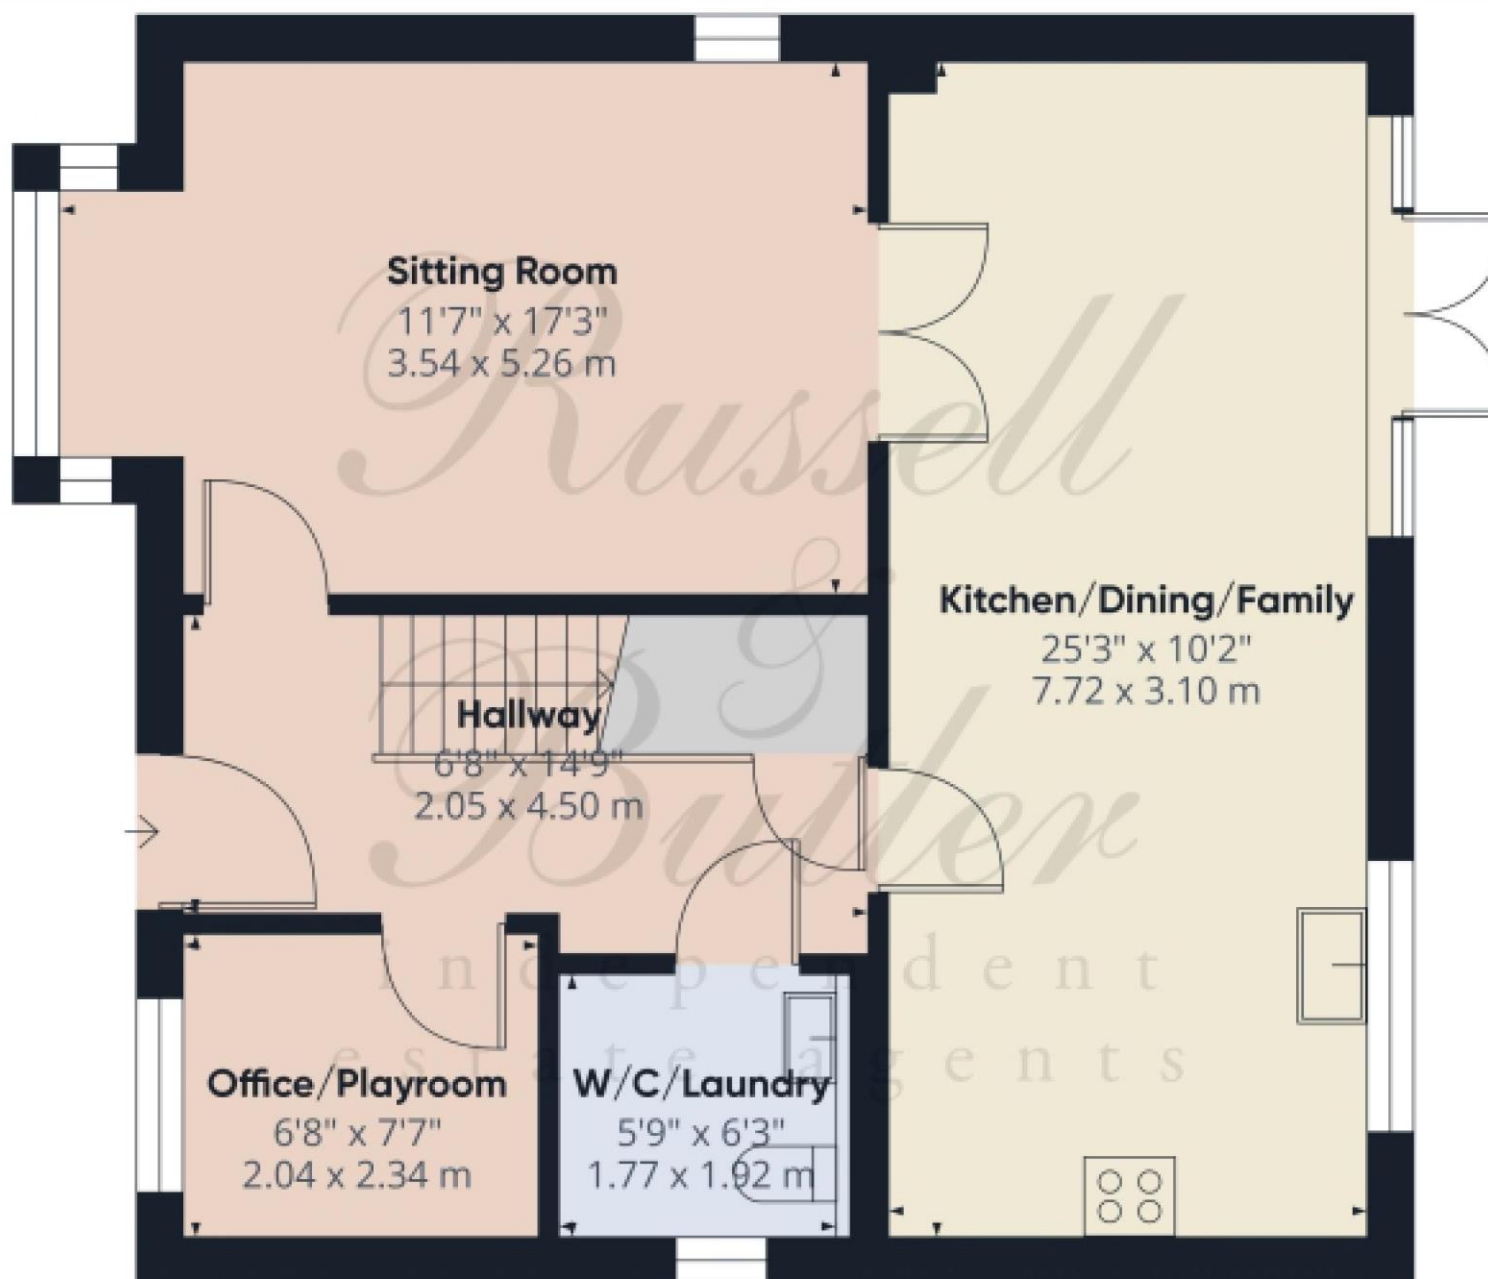 Sitting Room
11'7" x 17'3"
3.54 x 5.26 m
Kitchen/Dining/Family
25'3" x 10'2"
7.72 x 3.10 m
Hallway
6'8" x 14'9"
2.05 x 4.50 m
Office/Playroom
6'8" x 7'7"
2.04 x 2.34 m
W/C/Laundry
5'9" x 6'3"
1.77 x 1.92 m
Russell
&
Butler
independent
estate agents